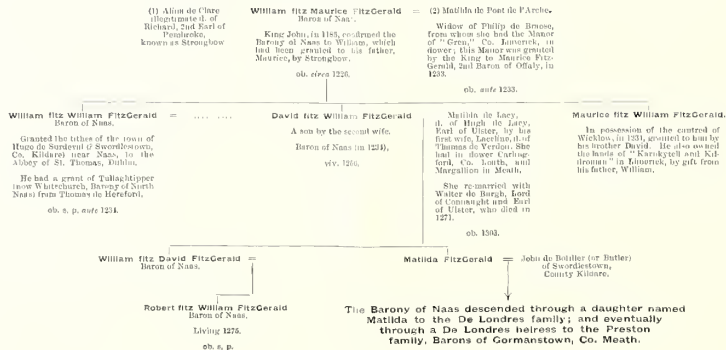 (1) Alina de Clare
illegitimate d. of
Richard, 2nd Earl of
Pembroke,
known as Strongbow
William fitz Maurice FitzGerald
Baron of Naas.
King John, in 1185, confirmed the
Barony of Naas to William, which
had been granted to his father,
Maurice, by Strongbow.
ob. circa 1220.
=
(2) Matilda de Pont de l'Arche.
Widow of Philip de Braose,
from whom she had the Manor
of "Gren," Co. Limerick, in
dower; this Manor was granted
by the King to Maurice Fitz-
Gerald, 2nd Baron of Offaly, in
1233.
ob. ante 1233.
William fitz William FitzGerald
Baron of Naas.
Granted the tithes of the town of
Hugo de Surdevil (? Swordlestown,
Co. Kildare) near Naas, to the
Abbey of St. Thomas, Dublin.
He had a grant of Tullaghtipper
(now Whitechurch, Barony of North
Naas) from Thomas de Hereford.
ob. s. p. ante 1234.
= .... .....
David fitz William FitzGerald
A son by the second wife.
Baron of Naas (in 1234),
viv. 1260.
Matilda de Lacy,
d. of Hugh de Lacy,
Earl of Ulster, by his
first wife, Lesceline, d. of
Thomas de Verdon. She
had in dower Carling-
ford, Co. Louth, and
Margallion in Meath.
She re-married with
Walter de Burgh, Lord
of Connaught and Earl
of Ulster, who died in
1271.
ob. 1303.
Maurice fitz William FitzGerald.
In possession of the cantred of
Wicklow, in 1231, granted to him by
his brother David. He also owned
the lands of "Karnkytell and Kil-
droman" in Limerick, by gift from
his father, William.
William fitz David FitzGerald
Baron of Naas.
=
Matilda FitzGerald
=
John de Botiller (or Butler)
of Swordlestown,
County Kildare.
Robert fitz William FitzGerald
Baron of Naas.
Living 1275.
ob. s. p.
The Barony of Naas descended through a daughter named
Matilda to the De Londres family; and eventually
through a De Londres heiress to the Preston
family, Barons of Gormanstown, Co. Meath.